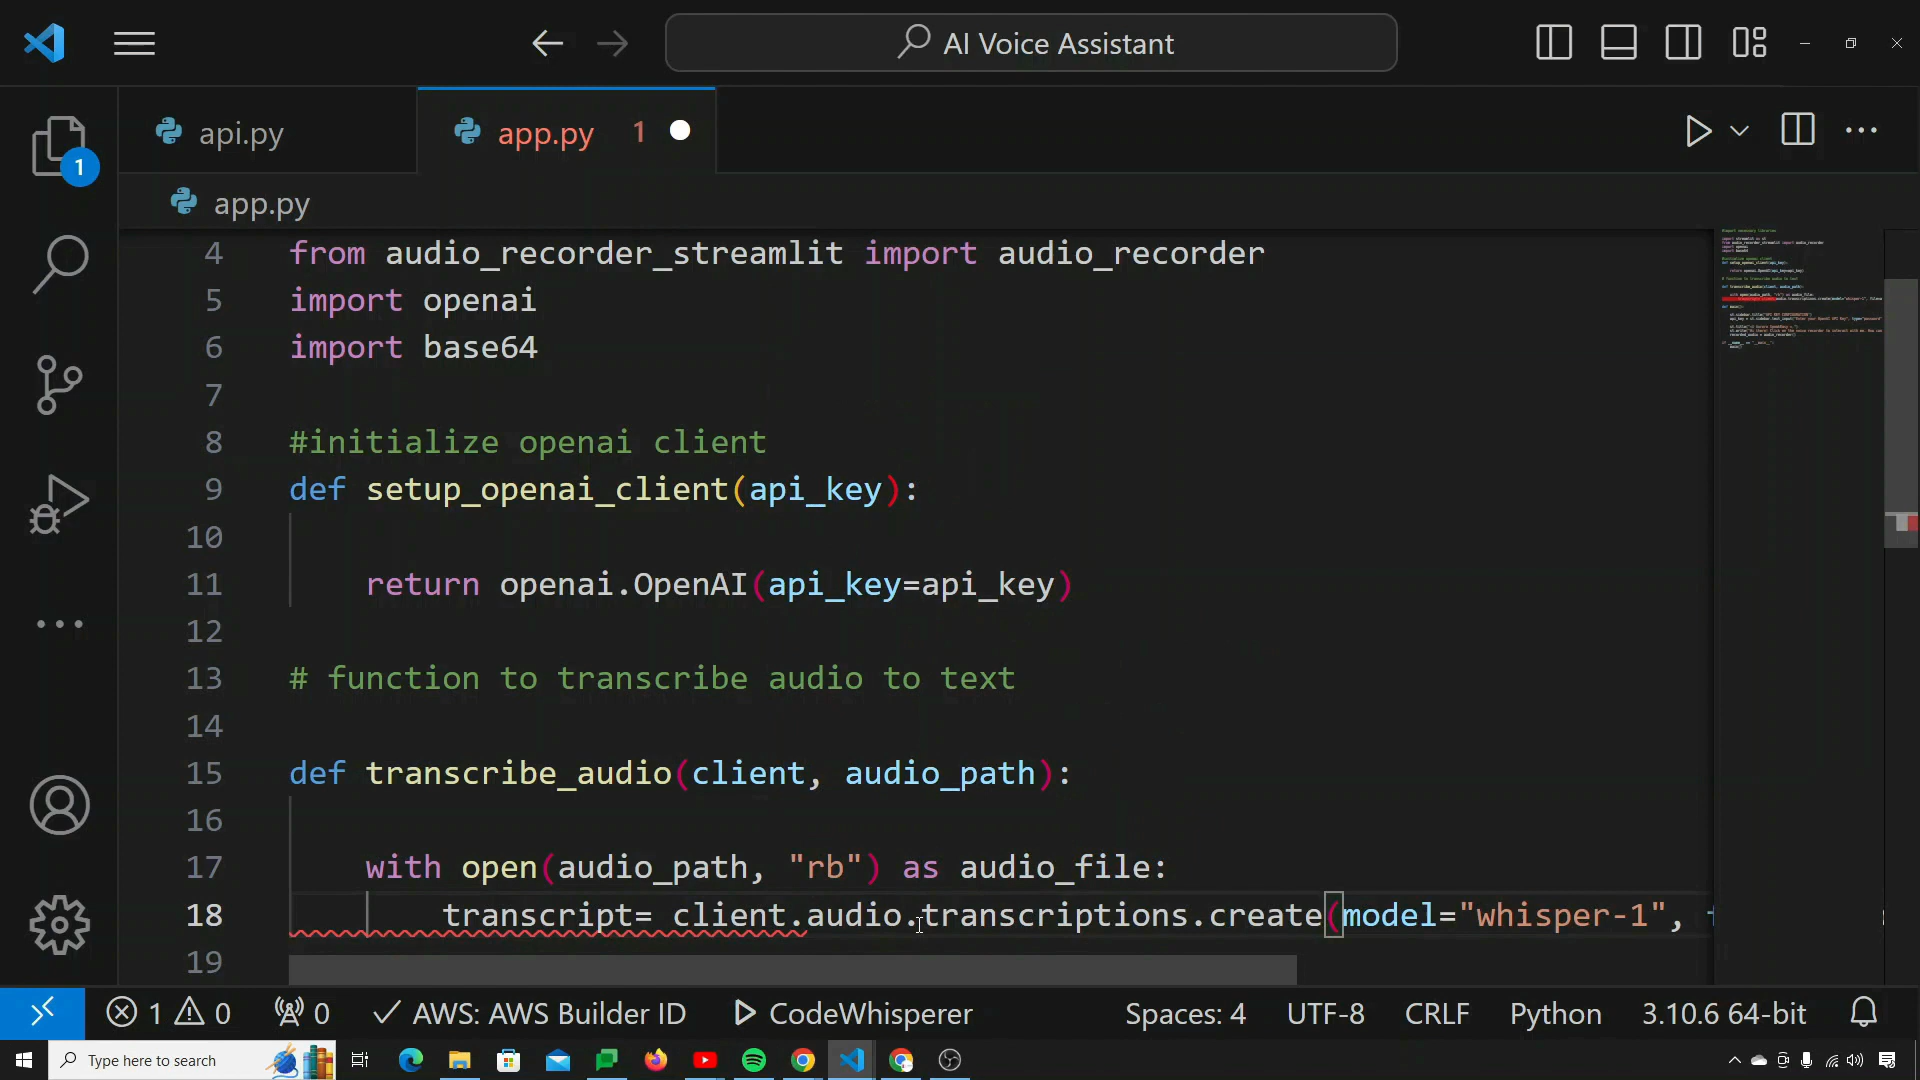 AI Voice Assistant
api.py
app.py 1
1
app.py
4 from audio_recorder_streamlit import audio_recorder
5 import openai
6 import base64
7
8 #initialize openai client
9 def setup_openai_client(api_key):
10
11 return openai.OpenAI(api_key=api_key)
12
13 # function to transcribe audio to text
14
15 def transcribe_audio(client, audio_path):
16
17 with open(audio_path, "rb") as audio_file:
18 transcript= client.audio.transcriptions.create(model="whisper-1",
19
1 0 0 AWS: AWS Builder ID CodeWhisperer Spaces: 4 UTF-8 CRLF Python 3.10.6 64-bit
Type here to search